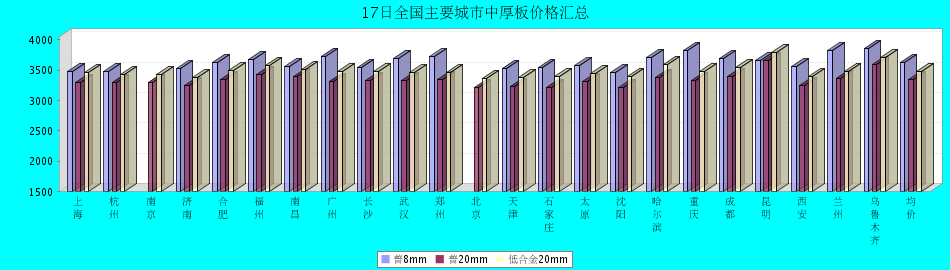 17日全国主要城市中厚板价格汇总
4000
3500
3000
2500
2000
1500
上海
杭州
南京
济南
合肥
福州
南昌
广州
长沙
武汉
郑州
北京
天津
石家庄
太原
沈阳
哈尔滨
重庆
成都
昆明
西安
兰州
乌鲁木齐
均价
普8mm
普20mm
低合金20mm